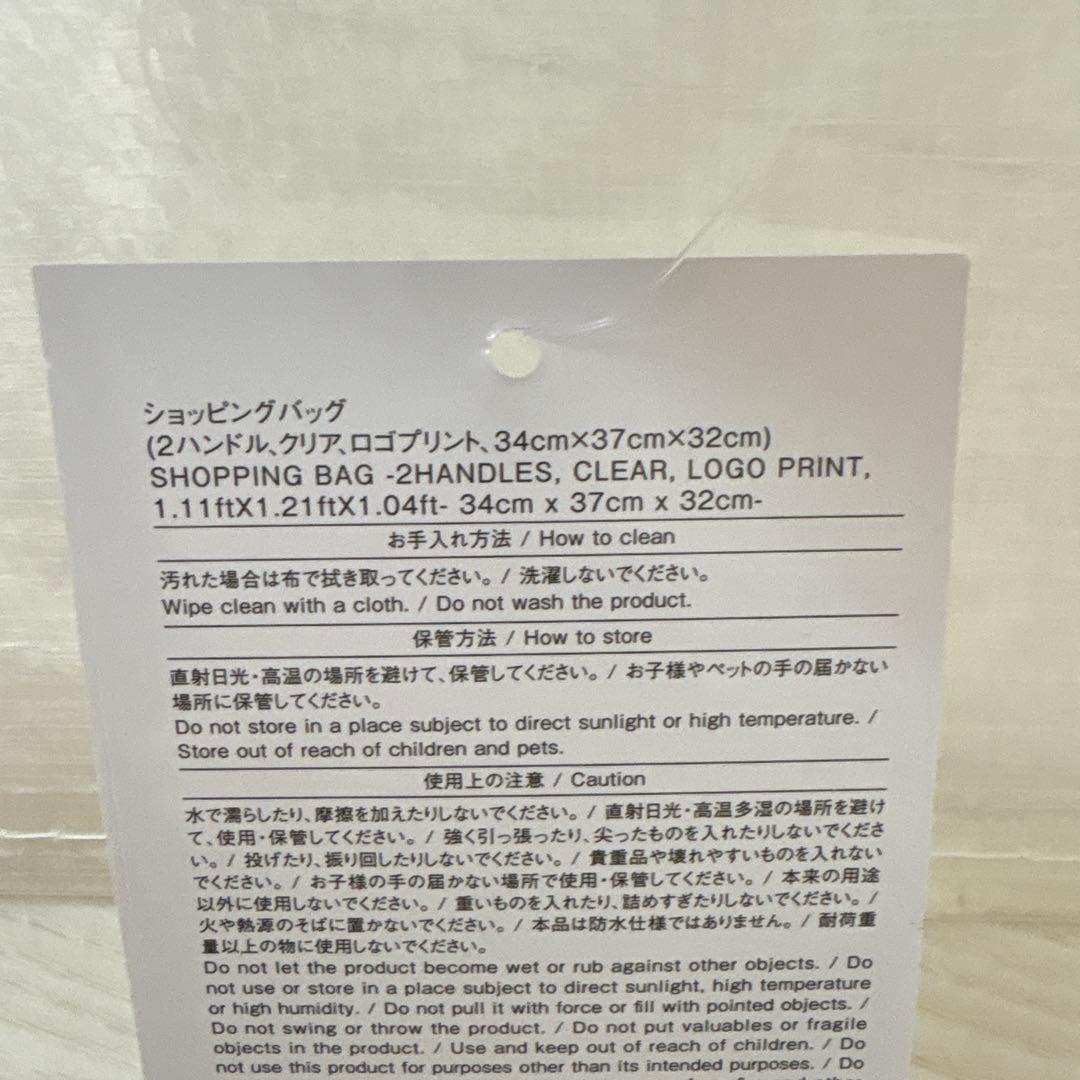 ショッピングバッグ
(2ハンドル、クリア、ロゴプリント、34cm×37cm×32cm)
SHOPPING BAG -2HANDLES, CLEAR, LOGO PRINT,
1.11ftX1.21ftX1.04ft- 34cm x 37cm x 32cm-
お手入れ方法 / How to clean
汚れた場合は布で拭き取ってください。 / 洗濯しないでください。
Wipe clean with a cloth. / Do not wash the product.
保管方法 / How to store
直射日光・高温の場所を避けて、保管してください。 / お子様やペットの手の届かない
場所に保管してください。
Do not store in a place subject to direct sunlight or high temperature. /
Store out of reach of children and pets.
使用上の注意 / Caution
水で濡らしたり、摩擦を加えたりしないでください。 / 直射日光・高温多湿の場所を避け
て、使用・保管してください。 / 強く引っ張ったり、尖ったものを入れたりしないでくださ
い。 / 投げたり、振り回したりしないでください。 / 貴重品や壊れやすいものを入れない
でください。 / お子様の手の届かない場所で使用・保管してください。 / 本来の用途
以外に使用しないでください。 / 重いものを入れたり、詰めすぎたりしないでください。 /
火や熱源のそばに置かないでください。 / 本品は防水仕様ではありません。 / 耐荷重
量以上の物に使用しないでください。
Do not let the product become wet or rub against other objects. / Do
not use or store in a place subject to direct sunlight, high temperature
or high humidity. / Do not pull it with force or fill with pointed objects. /
Do not swing or throw the product. / Do not put valuables or fragile
objects in the product. / Use and keep out of reach of children. / Do
not use this product for purposes other than its intended purposes. / Do